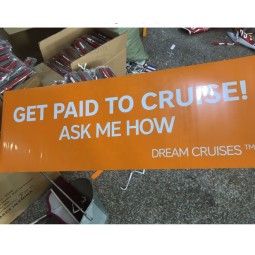 GET PAID TO CRUISE!
ASK ME HOW
DREAM CRUISES ™